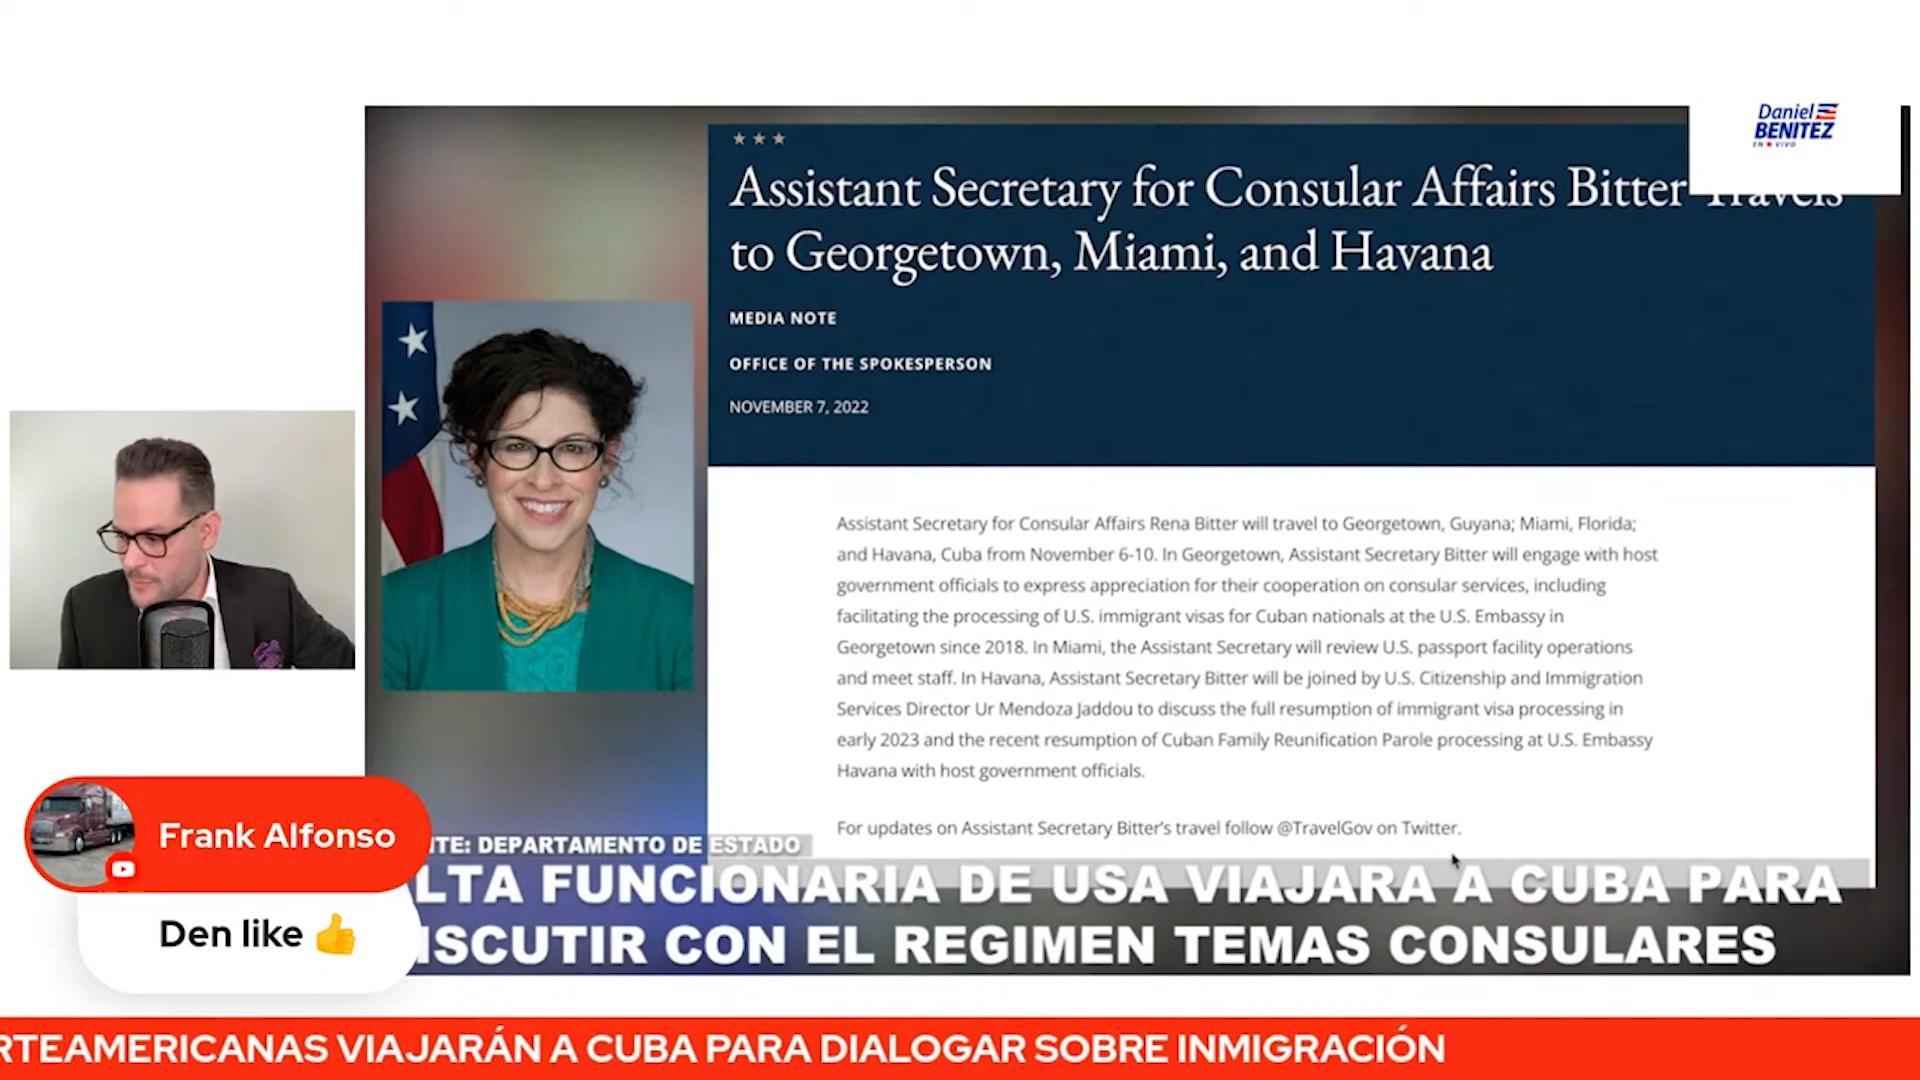 Daniel
BENITEZ
EN VIVO
Assistant Secretary for Consular Affairs Bitter Travels
to Georgetown, Miami, and Havana
MEDIA NOTE
OFFICE OF THE SPOKESPERSON
NOVEMBER 7, 2022
Assistant Secretary for Consular Affairs Rena Bitter will travel to Georgetown, Guyana; Miami, Florida;
and Havana, Cuba from November 6-10. In Georgetown, Assistant Secretary Bitter will engage with host
government officials to express appreciation for their cooperation on consular services, including
facilitating the processing of U.S. immigrant visas for Cuban nationals at the U.S. Embassy in
Georgetown since 2018. In Miami, the Assistant Secretary will review U.S. passport facility operations
and meet staff. In Havana, Assistant Secretary Bitter will be joined by U.S. Citizenship and Immigration
Services Director Ur Mendoza Jaddou to discuss the full resumption of immigrant visa processing in
early 2023 and the recent resumption of Cuban Family Reunification Parole processing at U.S. Embassy
Havana with host government officials.
For updates on Assistant Secretary Bitter's travel follow @TravelGov on Twitter.
NTE: DEPARTAMENTO DE ESTADO
LTA FUNCIONARIA DE USA VIAJARA A CUBA PARA
ISCUTIR CON EL REGIMEN TEMAS CONSULARES
Frank Alfonso
Den like 👍
RTEAMERICANAS VIAJARÁN A CUBA PARA DIALOGAR SOBRE INMIGRACIÓN